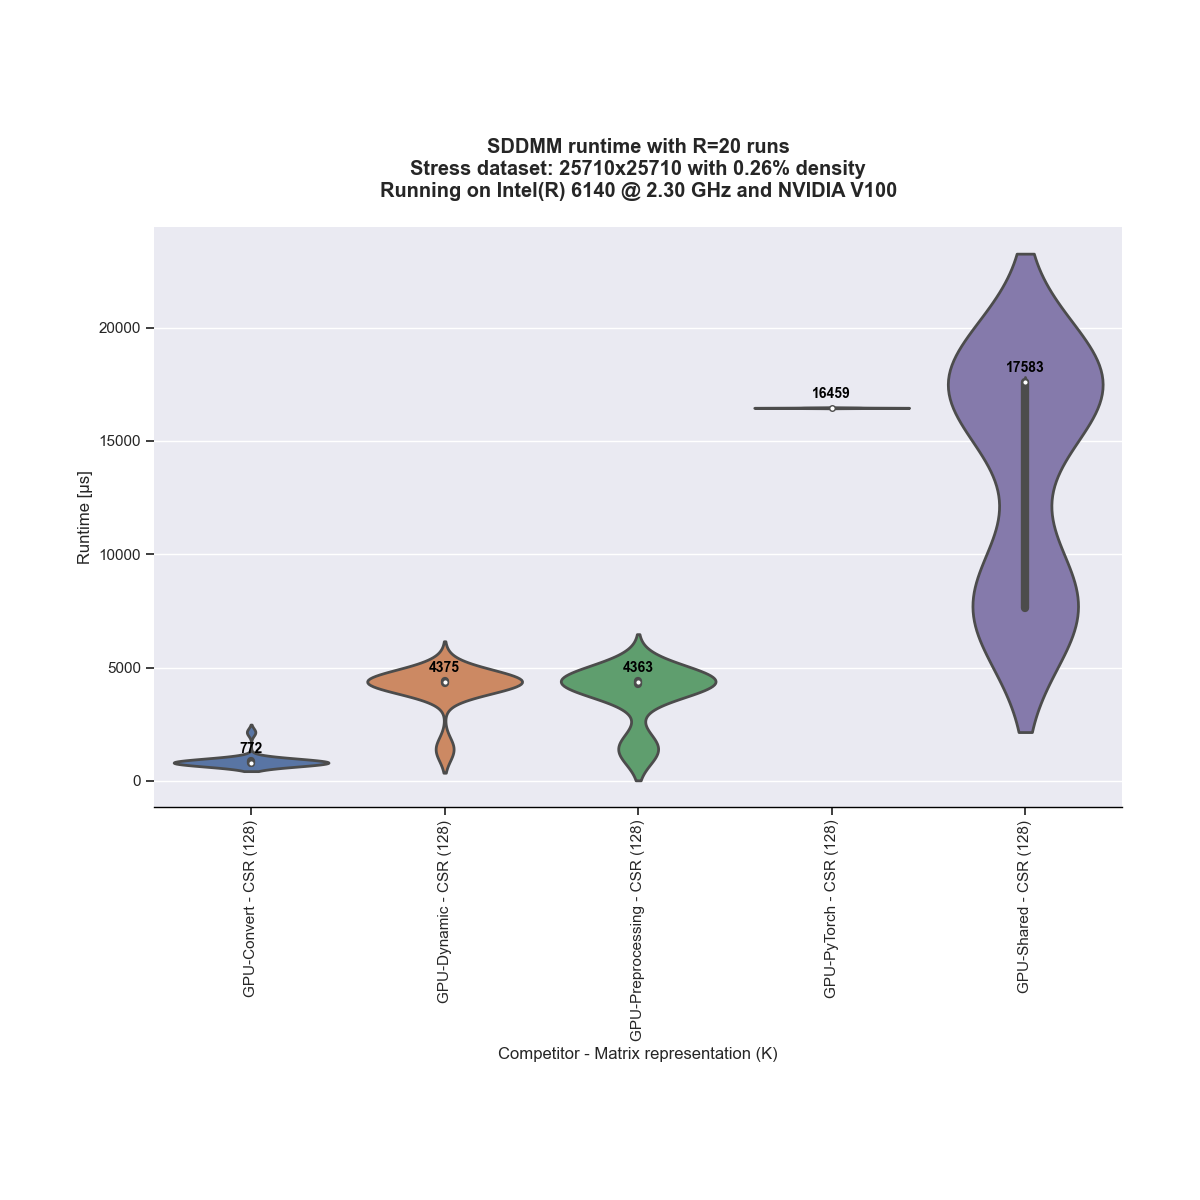 SDDMM runtime with R=20 runs
Stress dataset: 25710x25710 with 0.26% density
Running on Intel(R) 6140 @ 2.30 GHz and NVIDIA V100
Runtime [µs]
20000
15000
10000
5000
0
772
4375
4363
16459
17583
GPU-Convert - CSR (128)
GPU-Dynamic - CSR (128)
GPU-Preprocessing - CSR (128)
GPU-PyTorch - CSR (128)
GPU-Shared - CSR (128)
Competitor - Matrix representation (K)